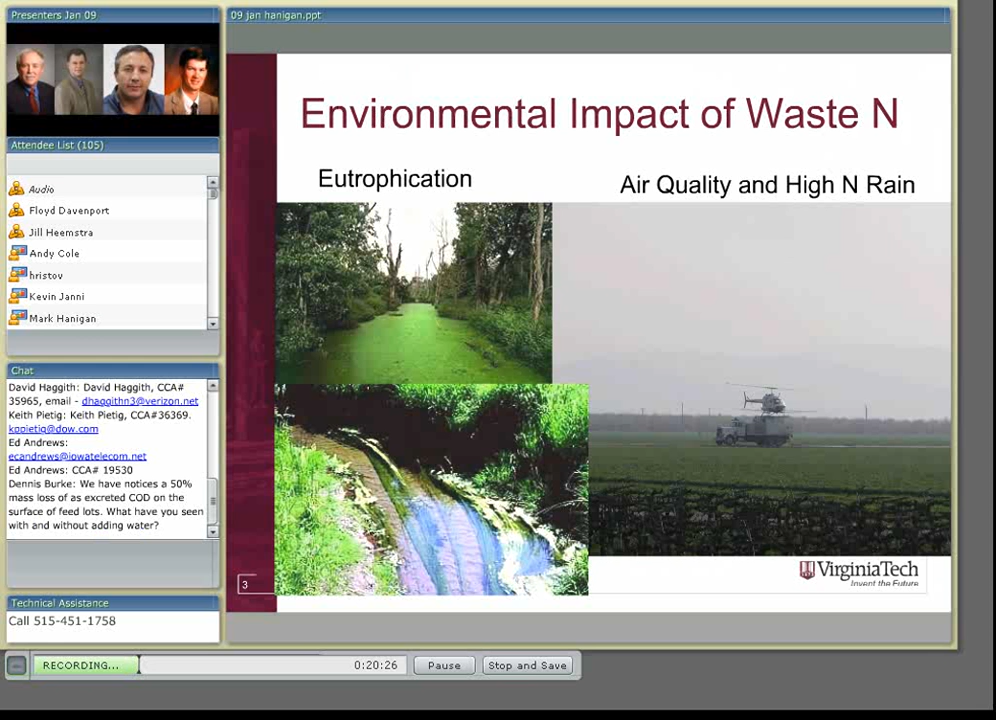 Presenters Jan 09
09 jan hanigan.ppt
Attendee List (105)
Audio
Floyd Davenport
Jill Heemstra
Andy Cole
hristov
Kevin Janni
Mark Hanigan
Chat
David Haggith: David Haggith, CCA#
35965, email - dhaggithn3@verizon.net
Keith Pietig: Keith Pietig, CCA#36369.
kppietig@dow.com
Ed Andrews:
ecandrews@iowatelecom.net
Ed Andrews: CCA# 19530
Dennis Burke: We have notices a 50%
mass loss of as excreted COD on the
surface of feed lots. What have you seen
with and without adding water?
Technical Assistance
Call 515-451-1758
Environmental Impact of Waste N
Eutrophication
Air Quality and High N Rain
3
VirginiaTech
Invent the Future
RECORDING...
0:20:26
Pause
Stop and Save